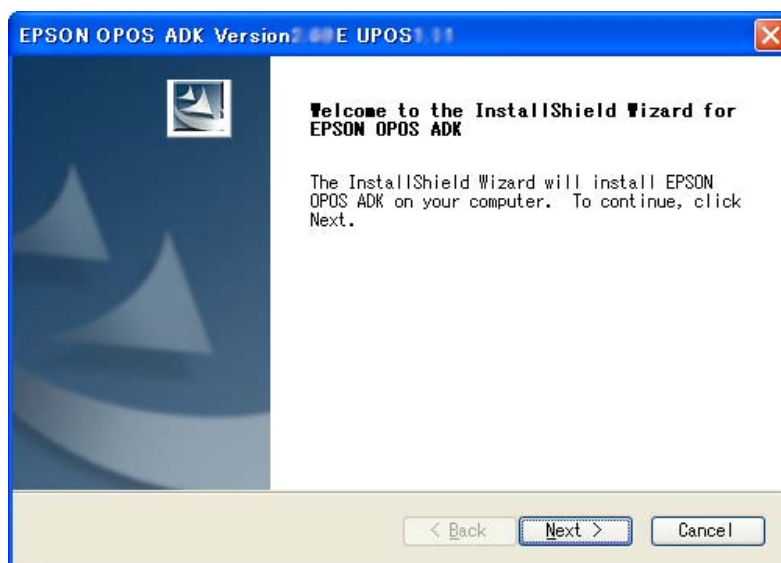 EPSON OPOS ADK Version E UPOS
Welcome to the InstallShield Wizard for
EPSON OPOS ADK
The InstallShield Wizard will install EPSON
OPOS ADK on your computer. To continue, click
Next.
< Back Next > Cancel